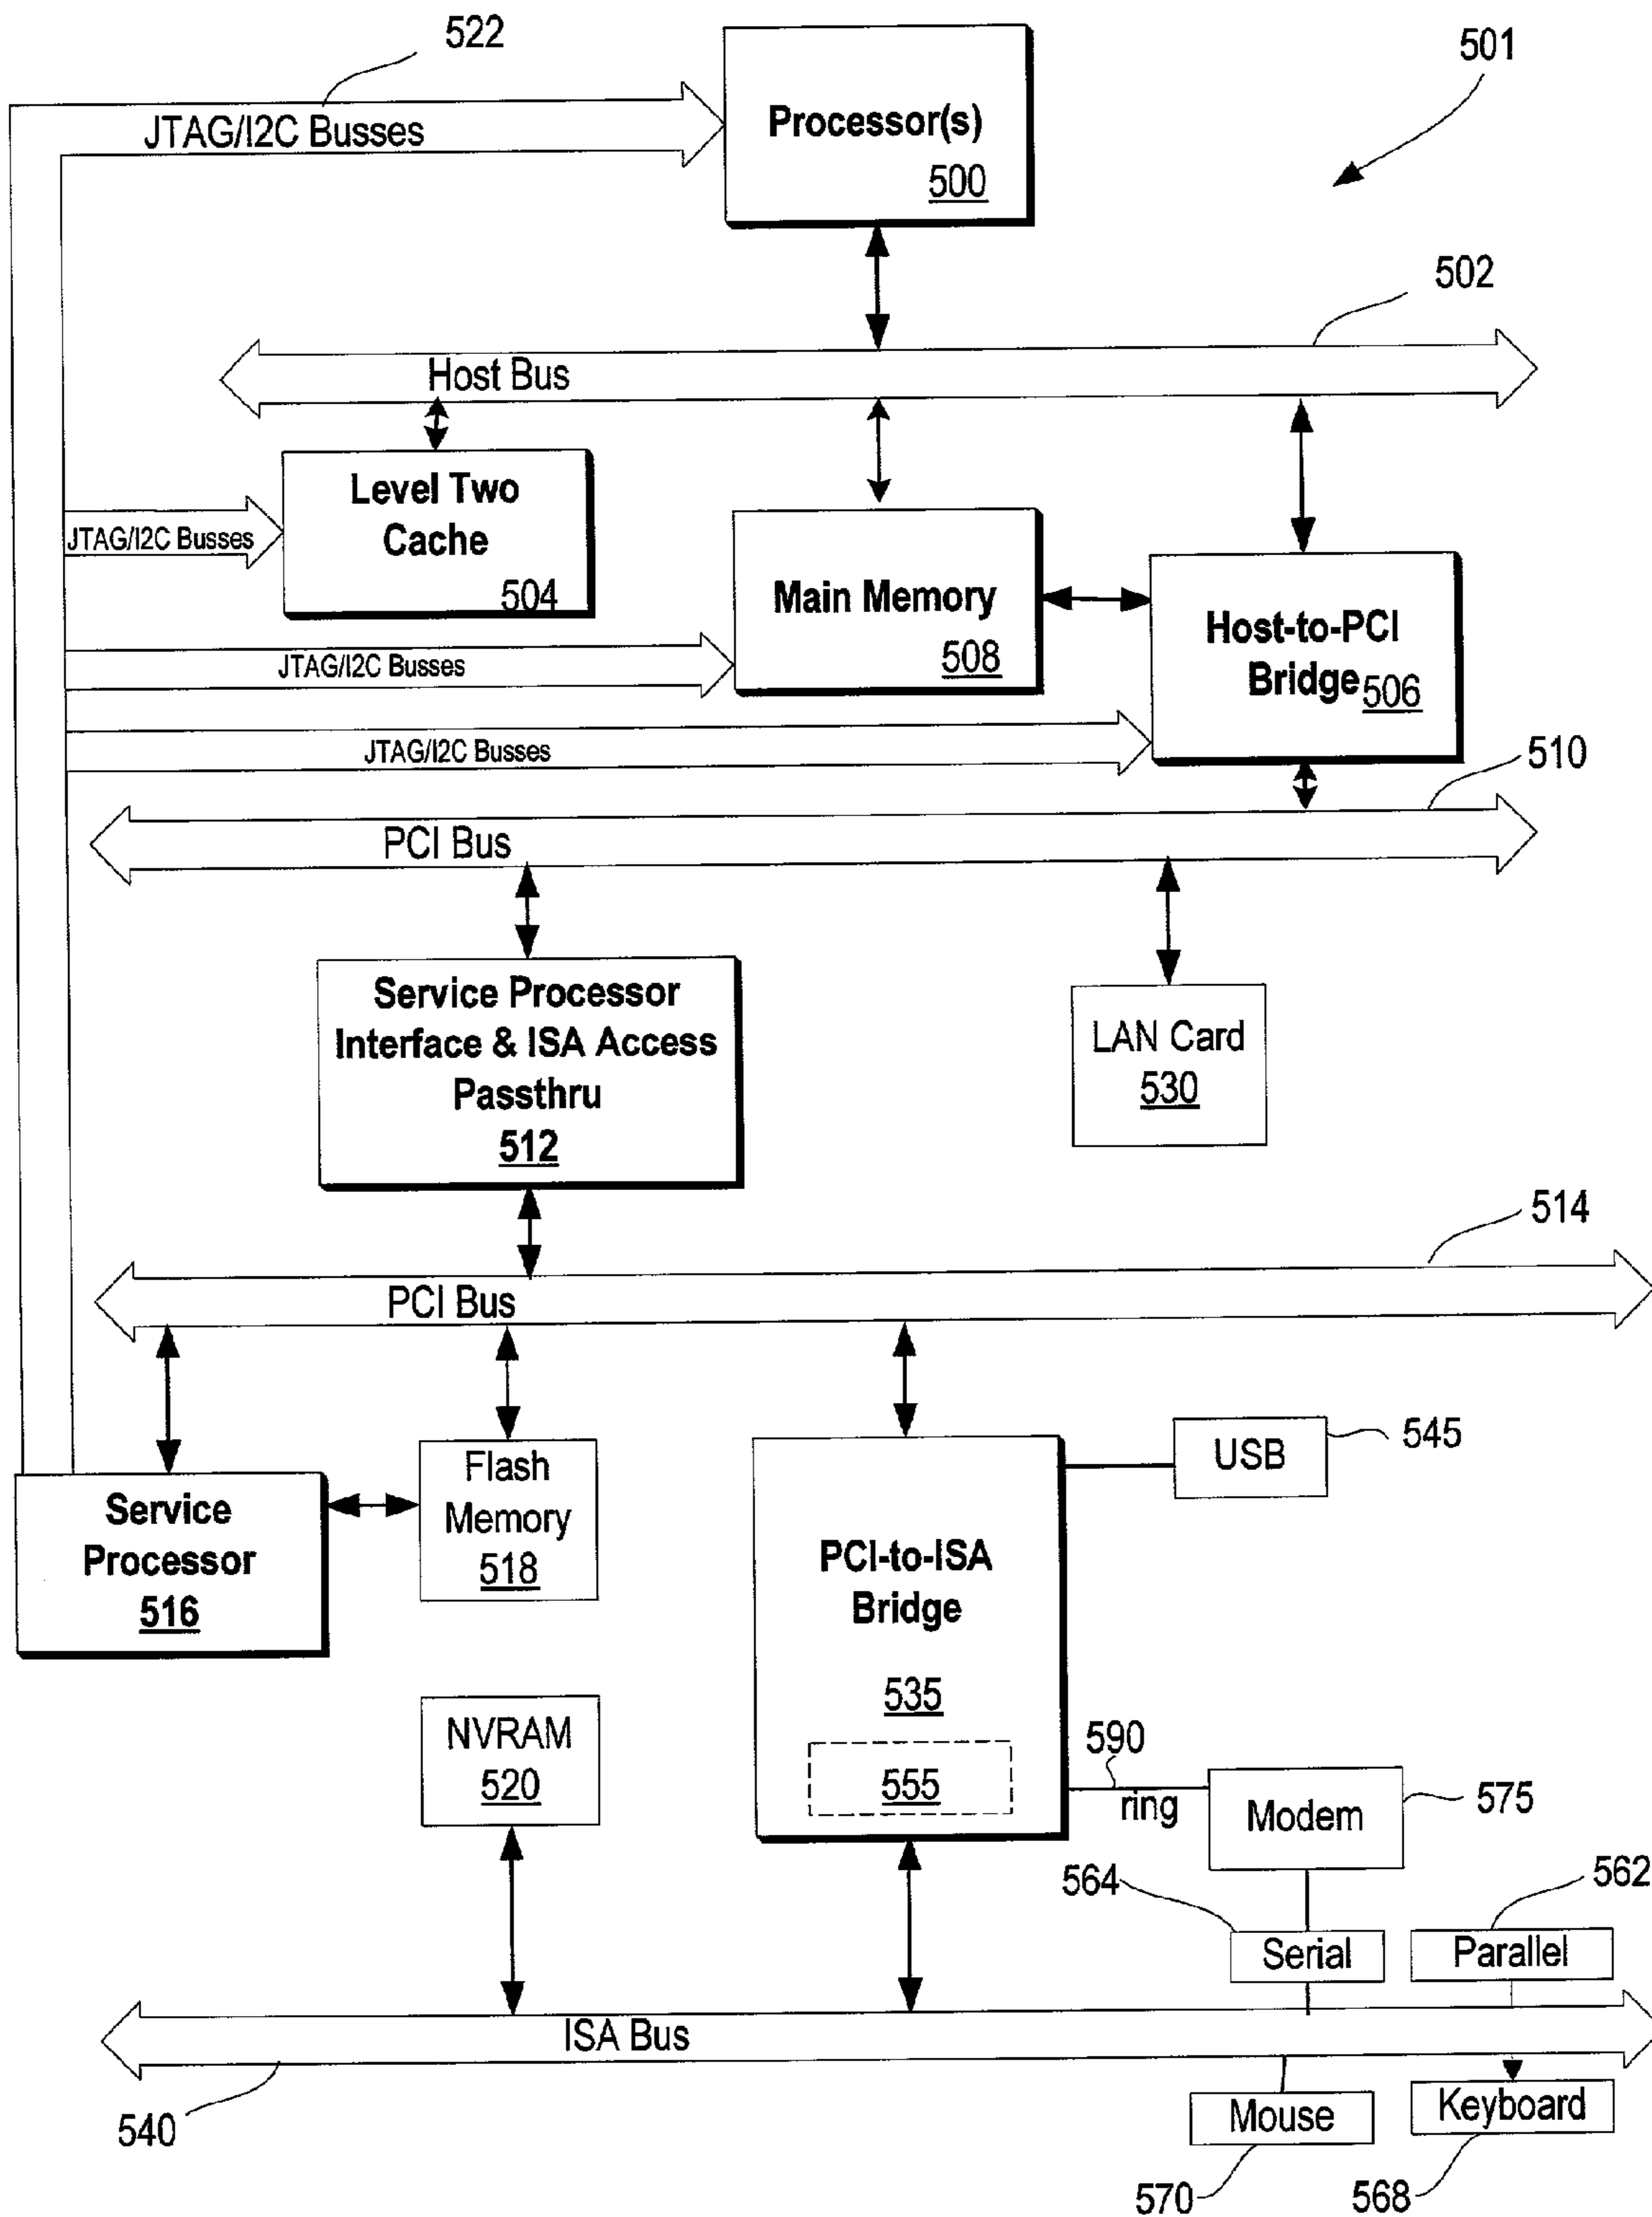 522
501
JTAG/I2C Busses
Processor(s)
500
502
Host Bus
Level Two
Cache
504
JTAG/I2C Busses
Main Memory
508
Host-to-PCI
Bridge 506
JTAG/I2C Busses
JTAG/I2C Busses
510
PCI Bus
Service Processor
Interface & ISA Access
Passthru
512
LAN Card
530
514
PCI Bus
USB
545
Flash
Memory
518
Service
Processor
516
PCI-to-ISA
Bridge
535
555
NVRAM
520
590
ring
Modem
575
564
562
Serial
Parallel
ISA Bus
540
Mouse
Keyboard
570
568